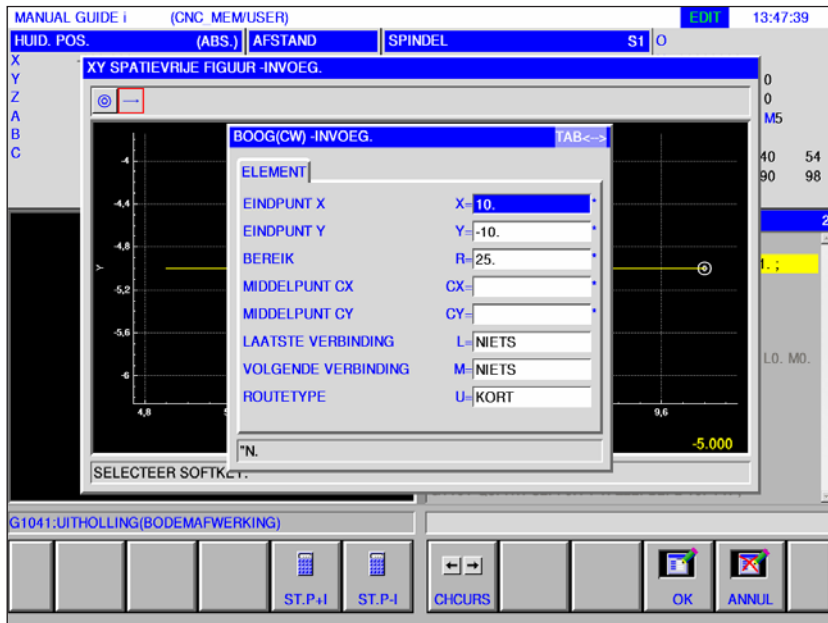 MANUAL GUIDE i (CNC_MEM/USER) EDIT 13:47:39
HUID. POS. (ABS.) AFSTAND SPINDEL S1 O
X
Y 0
Z 0
A M5
B
C 40 54
90 98
XY SPATIEVRIJE FIGUUR -INVOEG.
BOOG(CW) -INVOEG. TAB<-->
ELEMENT
EINDPUNT X X=10. *
EINDPUNT Y Y=-10. *
BEREIK R=25. *
MIDDELPUNT CX CX= *
MIDDELPUNT CY CY= *
LAATSTE VERBINDING L=NIETS
VOLGENDE VERBINDING M=NIETS
ROUTETYPE U=KORT
"N.
-4
-4,4
-4,8
Y
-5,2
-5,6
-6
4,8 9,6
-5.000
2
1. ;
L0. M0.
SELECTEER SOFTKEY.
G1041:UITHOLLING(BODEMAFWERKING)
ST.P+I ST.P-I CHCURS OK ANNUL